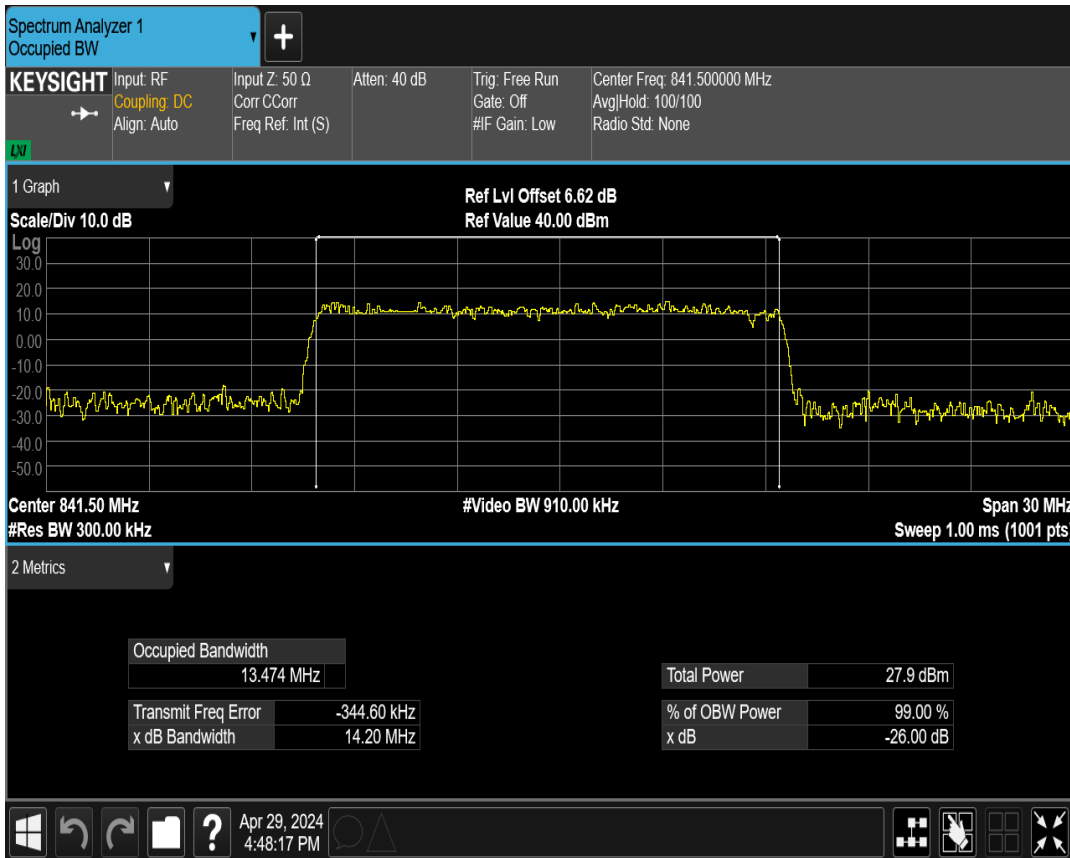 Spectrum Analyzer 1
Occupied BW
+
KEYSIGHT
LXI
Input: RF
Coupling: DC
Align: Auto
Input Z: 50 Ω
Corr CCorr
Freq Ref: Int (S)
Atten: 40 dB
Trig: Free Run
Gate: Off
#IF Gain: Low
Center Freq: 841.500000 MHz
Avg|Hold: 100/100
Radio Std: None
1 Graph
Scale/Div 10.0 dB
Ref Lvl Offset 6.62 dB
Ref Value 40.00 dBm
Log
30.0
20.0
10.0
0.00
-10.0
-20.0
-30.0
-40.0
-50.0
Center 841.50 MHz
#Video BW 910.00 kHz
Span 30 MHz
#Res BW 300.00 kHz
Sweep 1.00 ms (1001 pts)
2 Metrics
Occupied Bandwidth
13.474 MHz
Total Power 27.9 dBm
Transmit Freq Error -344.60 kHz
% of OBW Power 99.00 %
x dB Bandwidth 14.20 MHz
x dB -26.00 dB
?
Apr 29, 2024
4:48:17 PM